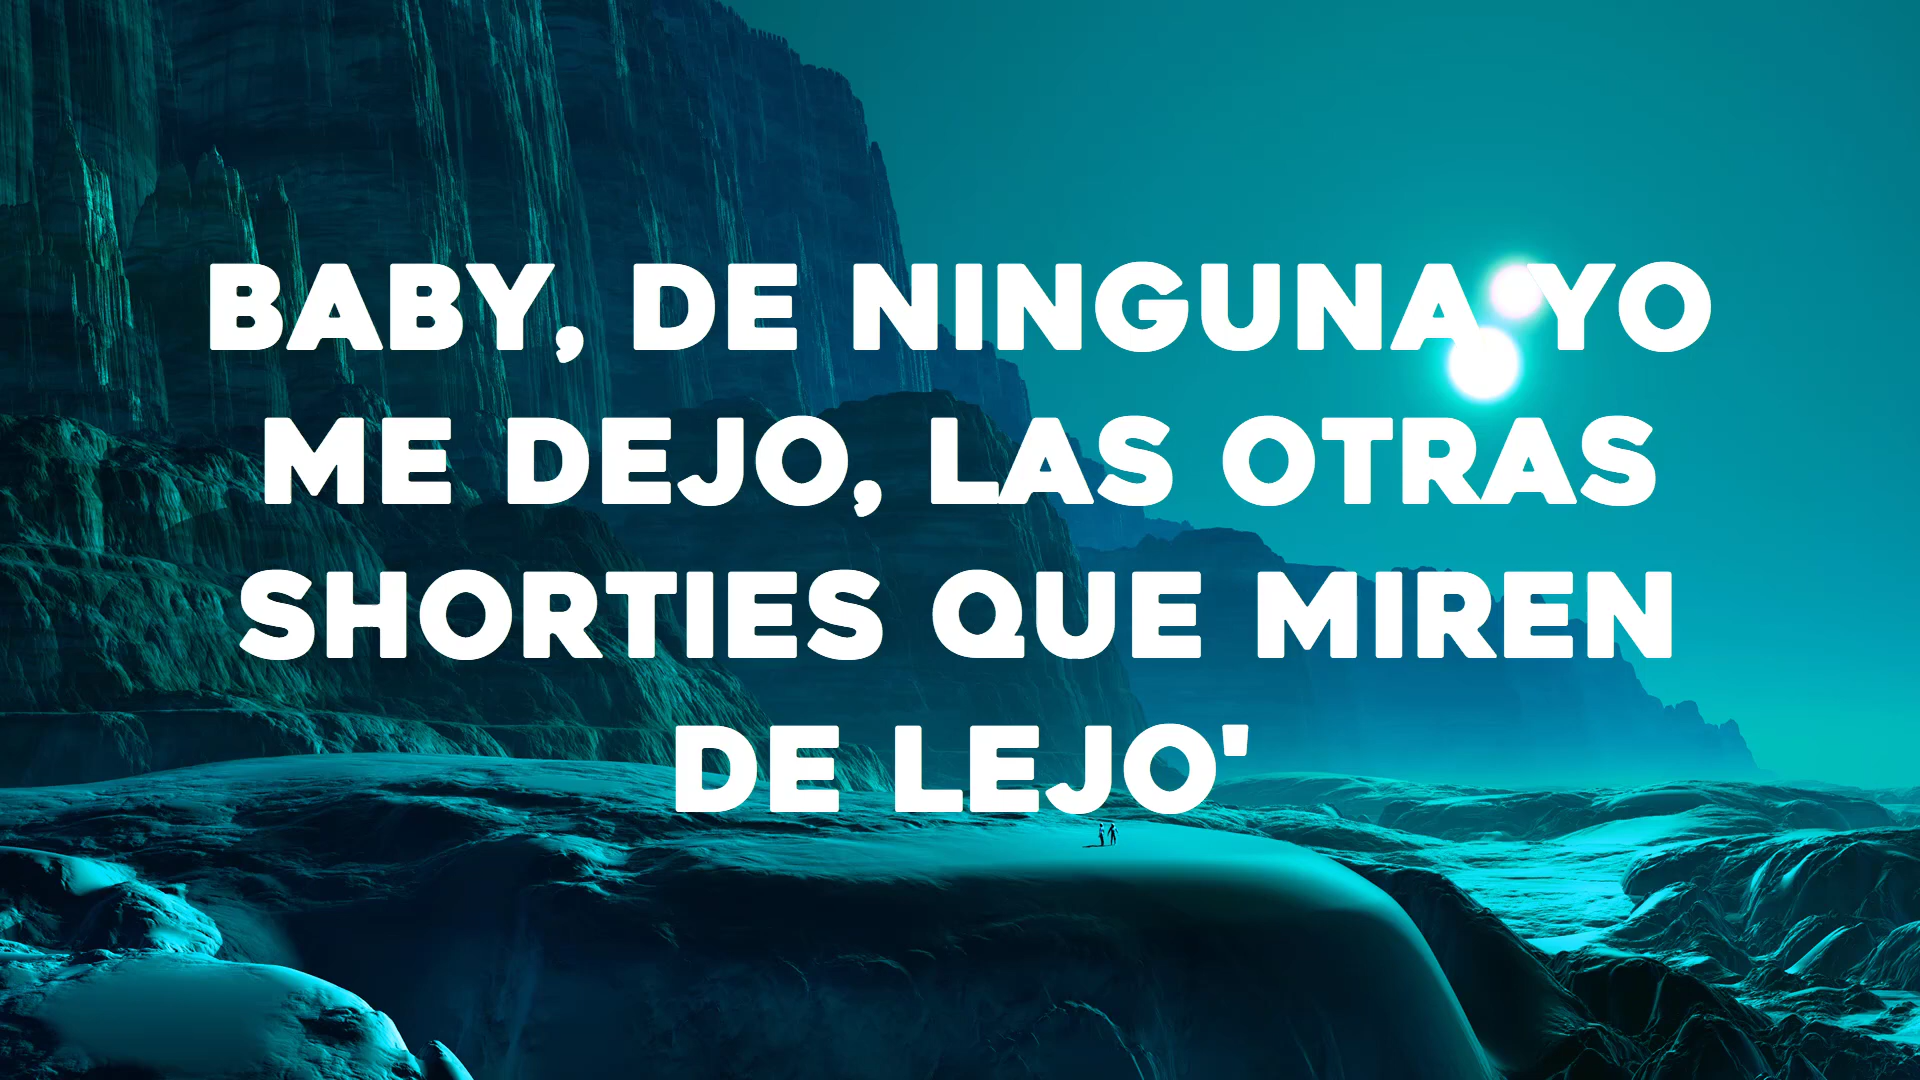 BABY, DE NINGUNA YO
ME DEJO, LAS OTRAS
SHORTIES QUE MIREN
DE LEJO'